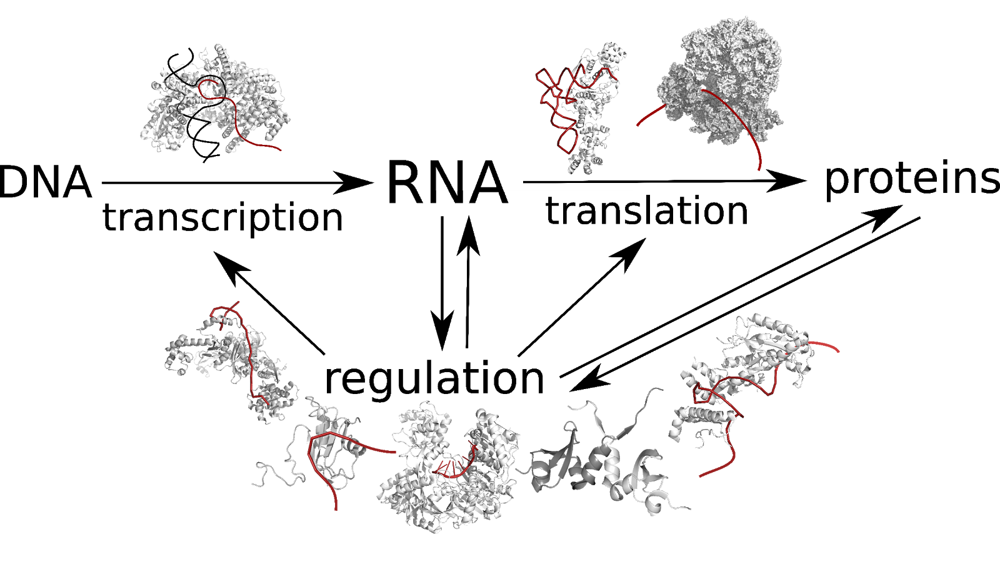 DNA
RNA
proteins
transcription
translation
regulation